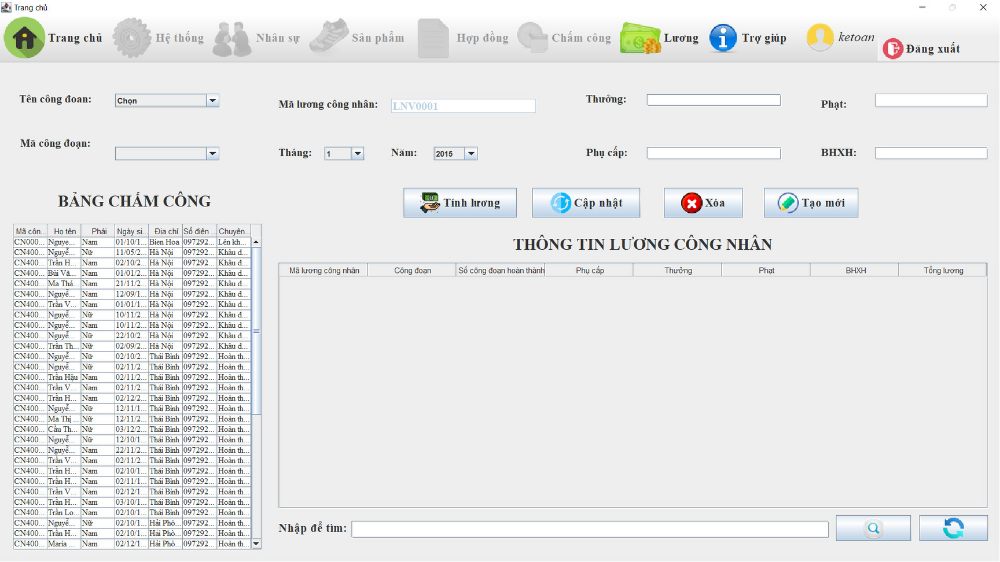 Trang chủ
Trang chủ Hệ thống Nhân sự Sản phẩm Hợp đồng Chấm công Lương Trợ giúp ketoan Đăng xuất
Tên công đoan: Chọn Mã lương công nhân: LNV0001 Thưởng: Phạt:
Mã công đoạn: Tháng: 1 Năm: 2015 Phụ cấp: BHXH:
Tính lương Cập nhật Xóa Tạo mới
BẢNG CHẤM CÔNG
THÔNG TIN LƯƠNG CÔNG NHÂN
Mã côn... Họ tên Phái Ngày si... Địa chỉ Số điện ... Chuyên...
CN000... Nguye... Nam 01/10/1... Bien Hoa 097292... Lên kh...
CN400... Nguyễ... Nữ 11/05/2... Hà Nội 097292... Khâu d...
CN400... Trần H... Nam 02/10/2... Hà Nội 097292... Khâu d...
CN400... Bùi Vă... Nam 01/01/2... Hà Nội 097292... Khâu d...
CN400... Ma Thá... Nam 21/11/2... Hà Nội 097292... Khâu d...
CN400... Nguyễ... Nam 12/09/1... Hà Nội 097292... Khâu d...
CN400... Trần V... Nam 01/01/1... Hà Nội 097292... Khâu d...
CN400... Nguyễ... Nữ 10/11/2... Hà Nội 097292... Khâu d...
CN400... Nguyễ... Nam 10/11/2... Hà Nội 097292... Khâu d...
CN400... Nguyễ... Nữ 22/10/2... Hà Nội 097292... Khâu d...
CN400... Trần Th... Nữ 02/09/2... Hà Nội 097292... Khâu d...
CN400... Nguyễ... Nữ 02/10/2... Thái Bình 097292... Hoàn th...
CN400... Nguyễ... Nữ 02/11/2... Thái Bình 097292... Hoàn th...
CN400... Trần Hậu Nam 02/11/2... Thái Bình 097292... Hoàn th...
CN400... Trần V... Nam 02/11/2... Thái Bình 097292... Hoàn th...
CN400... Trần H... Nam 02/12/2... Thái Bình 097292... Hoàn th...
CN400... Nguyễ... Nữ 12/11/1... Thái Bình 097292... Hoàn th...
CN400... Ma Thị ... Nữ 12/11/2... Thái Bình 097292... Hoàn th...
CN400... Cầu Th... Nữ 03/12/2... Thái Bình 097292... Hoàn th...
CN400... Nguyễ... Nữ 12/10/1... Thái Bình 097292... Hoàn th...
CN400... Nguyễ... Nam 22/11/2... Thái Bình 097292... Hoàn th...
CN400... Trần V... Nam 02/11/2... Thái Bình 097292... Hoàn th...
CN400... Trần H... Nam 02/10/1... Thái Bình 097292... Hoàn th...
CN400... Trần H... Nam 02/11/1... Thái Bình 097292... Hoàn th...
CN400... Trần V... Nam 02/12/1... Thái Bình 097292... Hoàn th...
CN400... Trần H... Nam 03/10/1... Thái Bình 097292... Hoàn th...
CN400... Trần Lo... Nam 02/10/1... Thái Bình 097292... Hoàn th...
CN400... Nguyễ... Nữ 02/10/1... Hải Phò... 097292... Hoàn th...
CN400... Trần H... Nam 02/10/1... Hải Phò... 097292... Hoàn th...
CN400... Maria ... Nam 02/12/1... Hải Phò... 097292... Hoàn th...
Mã lương công nhân Công đoạn Số công đoạn hoàn thành Phụ cấp Thưởng Phạt BHXH Tổng lương
Nhập để tìm: